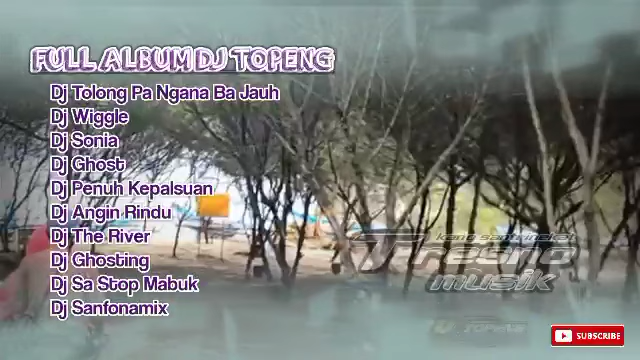 FULL ALBUM DJ TOPENG
Dj Tolong Pa Ngana Ba Jauh
Dj Wiggle
Dj Sonia
Dj Ghost
Dj Penuh Kepalsuan
Dj Angin Rindu
Dj The River
Dj Ghosting
Dj Sa Stop Mabuk
Dj Sanfonamix
Tresno
musik
SUBSCRIBE